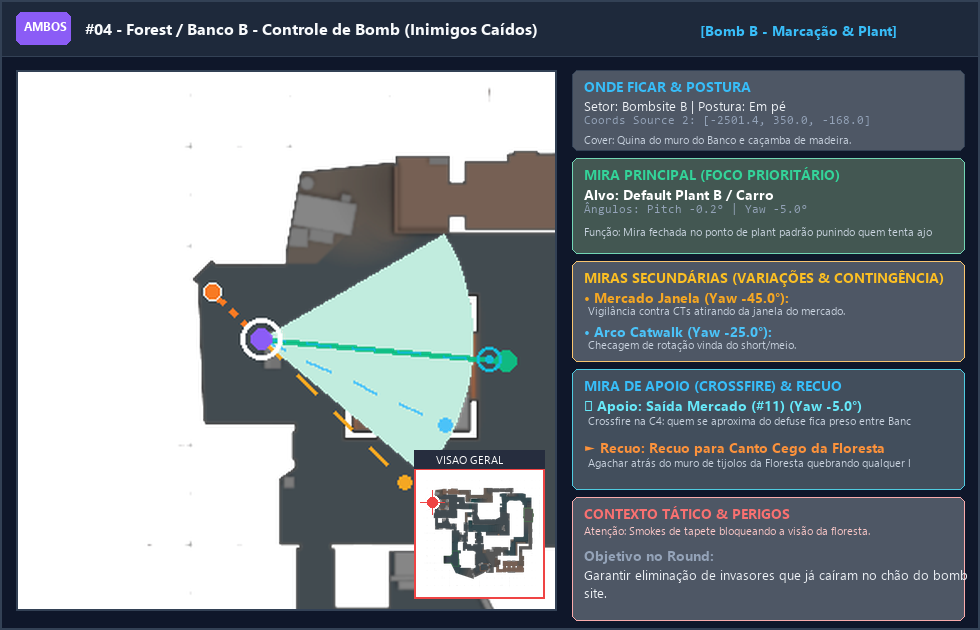 AMBOS
#04 - Forest / Banco B - Controle de Bomb (Inimigos Caídos)
[Bomb B - Marcação & Plant]
VISAO GERAL
ONDE FICAR & POSTURA
Setor: Bombsite B | Postura: Em pé
Coords Source 2: [-2501.4, 350.0, -168.0]
Cover: Quina do muro do Banco e caçamba de madeira.
MIRA PRINCIPAL (FOCO PRIORITÁRIO)
Alvo: Default Plant B / Carro
Ângulos: Pitch -0.2° | Yaw -5.0°
Função: Mira fechada no ponto de plant padrão punindo quem tenta ajo
MIRAS SECUNDÁRIAS (VARIAÇÕES & CONTINGÊNCIA)
• Mercado Janela (Yaw -45.0°):
Vigilância contra CTs atirando da janela do mercado.
• Arco Catwalk (Yaw -25.0°):
Checagem de rotação vinda do short/meio.
MIRA DE APOIO (CROSSFIRE) & RECUO
Apoio: Saída Mercado (#11) (Yaw -5.0°)
Crossfire na C4: quem se aproxima do defuse fica preso entre Banc
► Recuo: Recuo para Canto Cego da Floresta
Agachar atrás do muro de tijolos da Floresta quebrando qualquer l
CONTEXTO TÁTICO & PERIGOS
Atenção: Smokes de tapete bloqueando a visão da floresta.
Objetivo no Round:
Garantir eliminação de invasores que já caíram no chão do bomb
site.